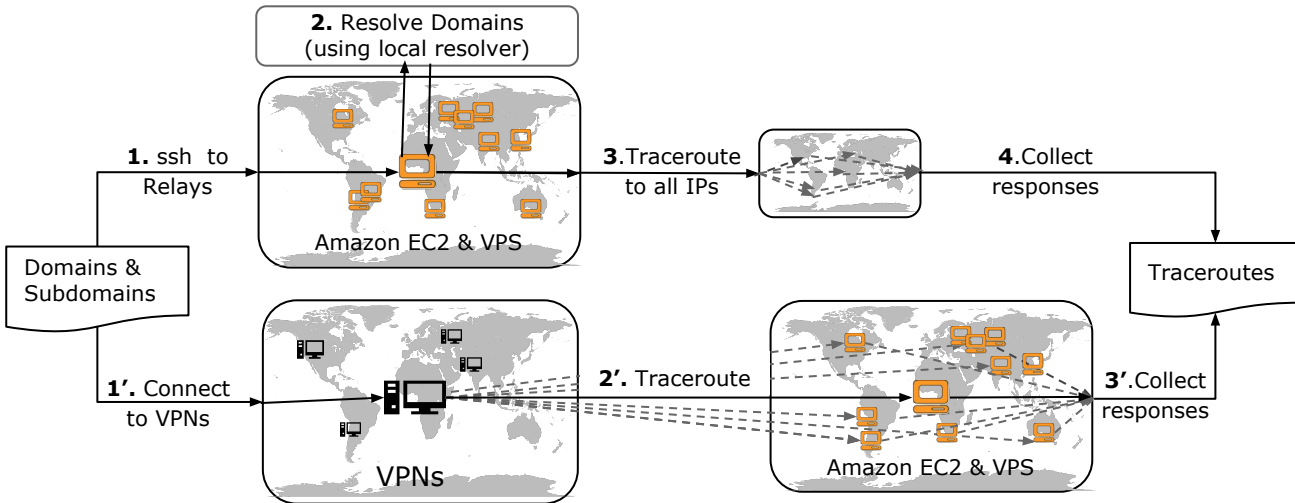 2. Resolve Domains
(using local resolver)
1. ssh to
Relays
3.Traceroute
to all IPs
4.Collect
responses
Amazon EC2 & VPS
Domains &
Subdomains
Traceroutes
1'. Connect
to VPNs
2'. Traceroute
3'.Collect
responses
VPNs
Amazon EC2 & VPS